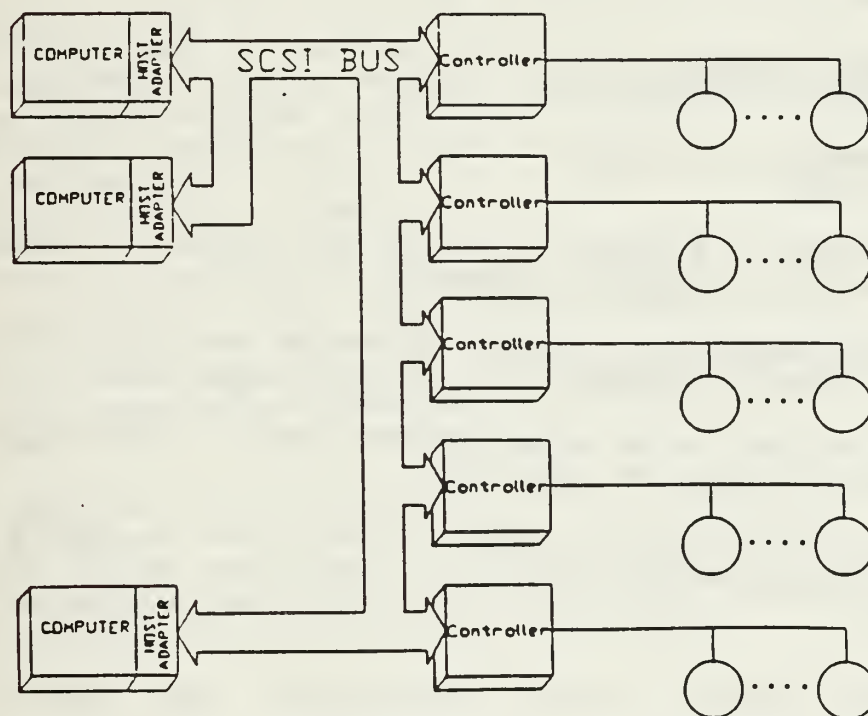 COMPUTER
HOST
ADAPTER
SCSI BUS
Controller
COMPUTER
HOST
ADAPTER
Controller
Controller
Controller
COMPUTER
HOST
ADAPTER
Controller